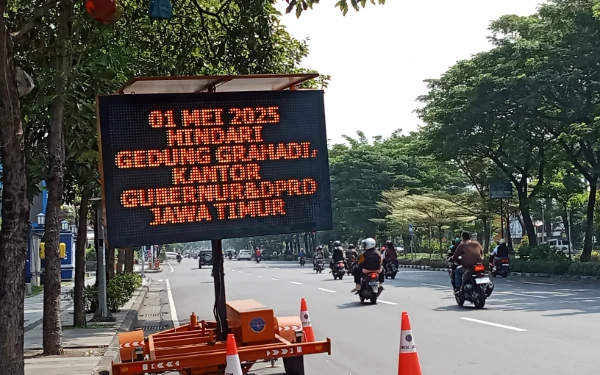 01 MEI 2025
HINDARI
GEDUNG GRAHADI,
KANTOR
GUBERNUR&DPRD
JAWA TIMUR